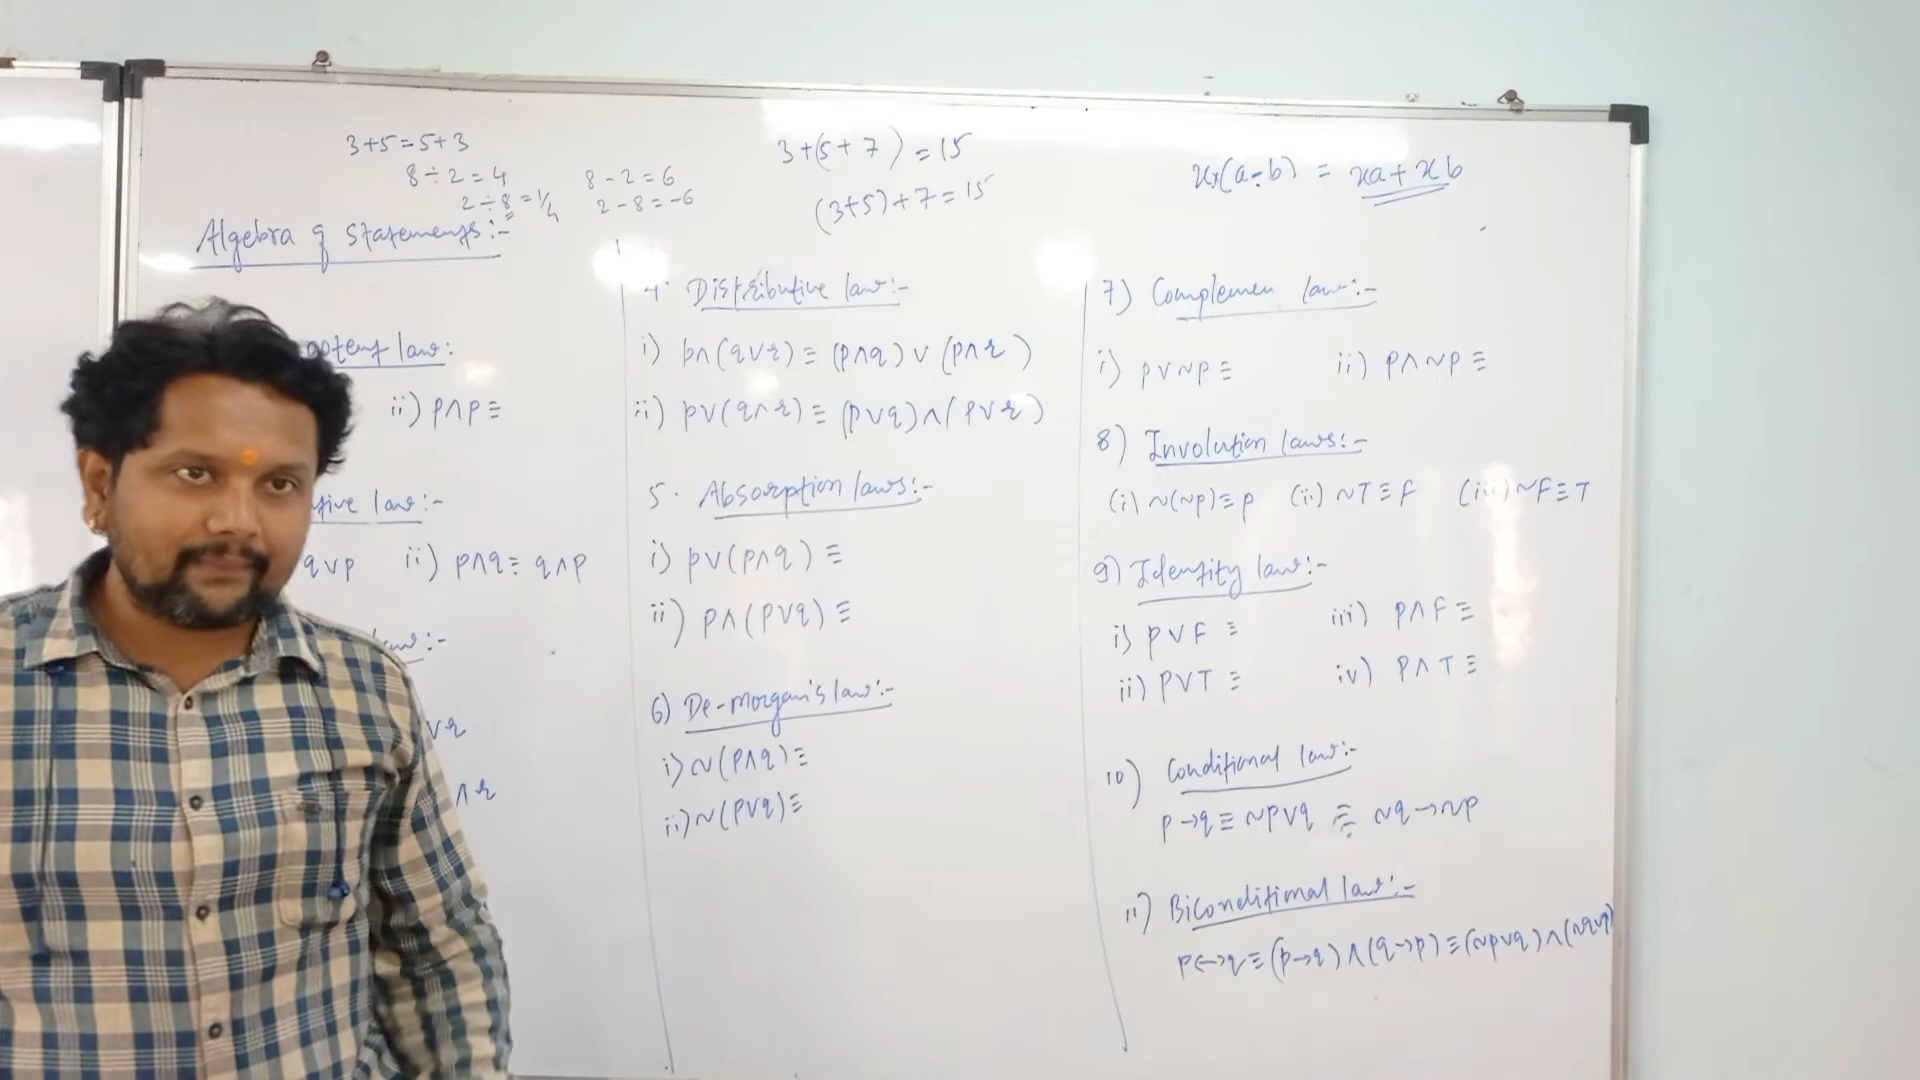 3+5=5+3
8÷2=4
2÷8=1/4
8-2=6
2-8=-6
3+(5+7)=15
(3+5)+7=15
= xa+xb
Algebra of statements:-
law:
ii) p∧p≡
law:-
q∨p ii) p∧q≡ q∧p
∨r
∧r
4. Distributive law:-
i) p∧(q∨r) ≡ (p∧q) ∨ (p∧r)
ii) p∨(q∧r) ≡ (p∨q)∧(p∨r)
5. Absorption laws:-
i) p∨(p∧q) ≡
ii) p∧(p∨q) ≡
6) De-morgan's law:-
i) ~(p∧q)≡
ii) ~(p∨q)≡
7) Complemen law:-
i) p∨~p ≡ ii) p∧~p ≡
8) Involution laws:-
(i) ~(~p)≡p (ii) ~T≡F (iii) ~F≡T
9) Identity law:-
i) p∨F ≡ iii) p∧F ≡
ii) p∨T ≡ iv) p∧T ≡
10) Conditional law:-
p→q ≡ ~p∨q ≡ ~q→~p
11) Biconditional law:-
p↔q≡(p→q)∧(q→p)≡(~p∨q)∧